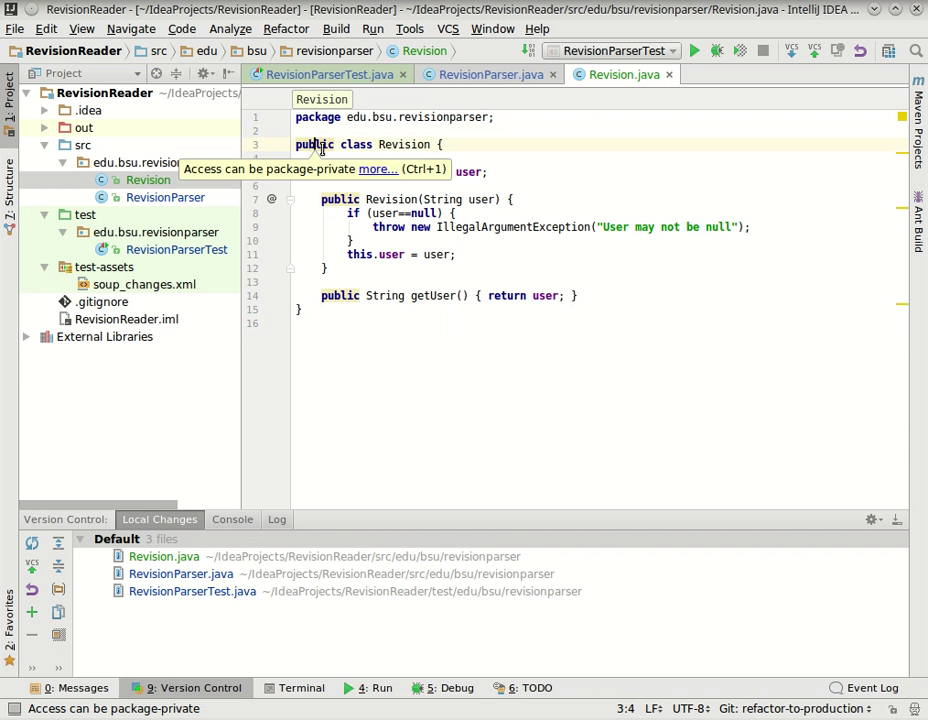 RevisionReader - [~/IdeaProjects/RevisionReader] - [RevisionReader] - ~/IdeaProjects/RevisionReader/src/edu/bsu/revisionparser/Revision.java - IntelliJ IDEA ...
File Edit View Navigate Code Analyze Refactor Build Run Tools VCS Window Help
RevisionReader src edu bsu revisionparser Revision RevisionParserTest VCS VCS
Project RevisionParserTest.java RevisionParser.java Revision.java
RevisionReader ~/IdeaProjects/
.idea
out
src
edu.bsu.revision
Revision
RevisionParser
test
edu.bsu.revisionparser
RevisionParserTest
test-assets
soup_changes.xml
.gitignore
RevisionReader.iml
External Libraries
1: Project
7: Structure
2: Favorites
Revision
1 package edu.bsu.revisionparser;
2
3 public class Revision {
Access can be package-private more... (Ctrl+1)
user;
6
7 @ public Revision(String user) {
8 if (user==null) {
9 throw new IllegalArgumentException("User may not be null");
10 }
11 this.user = user;
12 }
13
14 public String getUser() { return user; }
15 }
16
Maven Projects
Ant Build
Version Control: Local Changes Console Log
Default 3 files
Revision.java ~/IdeaProjects/RevisionReader/src/edu/bsu/revisionparser
RevisionParser.java ~/IdeaProjects/RevisionReader/src/edu/bsu/revisionparser
RevisionParserTest.java ~/IdeaProjects/RevisionReader/test/edu/bsu/revisionparser
VCS
0: Messages 9: Version Control Terminal 4: Run 5: Debug 6: TODO Event Log
Access can be package-private 3:4 LF÷ UTF-8÷ Git: refactor-to-production÷